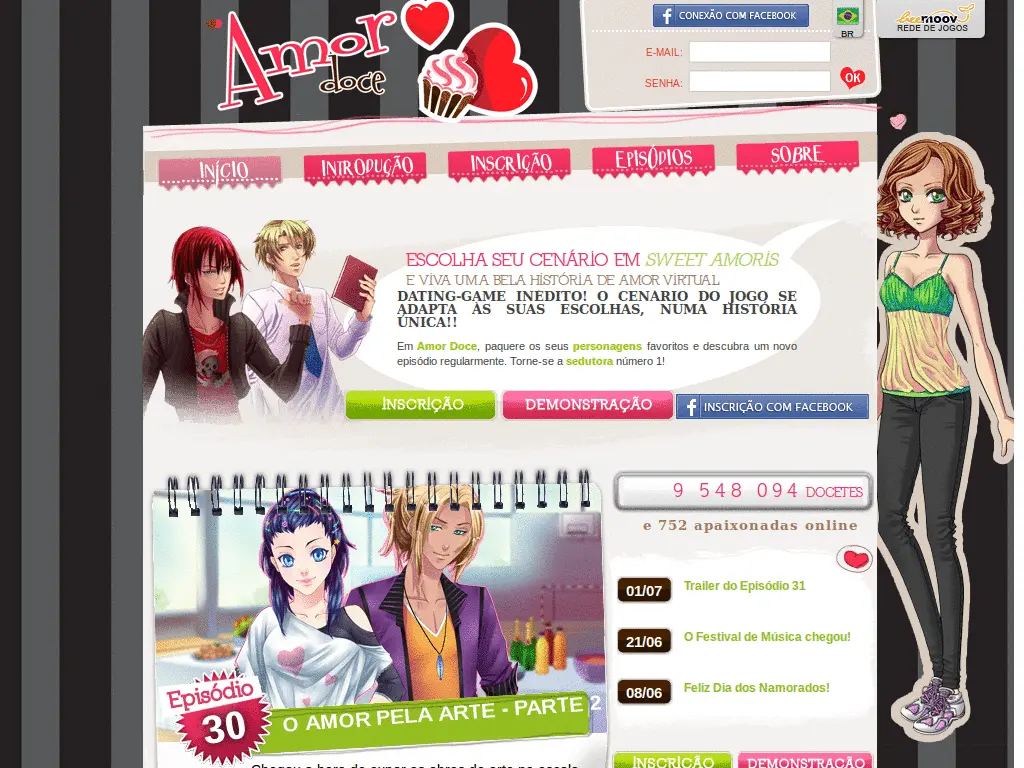 Amor
doce
CONEXÃO COM FACEBOOK
BR
beemoov
REDE DE JOGOS
E-MAIL:
SENHA:
OK
INÍCIO
INTRODUÇÃO
INSCRIÇÃO
EPISÓDIOS
SOBRE
ESCOLHA SEU CENÁRIO EM SWEET AMORIS
E VIVA UMA BELA HISTÓRIA DE AMOR VIRTUAL
DATING-GAME INEDITO! O CENARIO DO JOGO SE
ADAPTA ÀS SUAS ESCOLHAS, NUMA HISTÓRIA
ÚNICA!!
Em Amor Doce, paquere os seus personagens favoritos e descubra um novo
episódio regularmente. Torne-se a sedutora número 1!
INSCRIÇÃO
DEMONSTRAÇÃO
INSCRIÇÃO COM FACEBOOK
9 548 094 DOCETES
e 752 apaixonadas online
01/07 Trailer do Episódio 31
21/06 O Festival de Música chegou!
08/06 Feliz Dia dos Namorados!
Episódio
30
O AMOR PELA ARTE - PARTE 2
INSCRIÇÃO
DEMONSTRAÇÃO